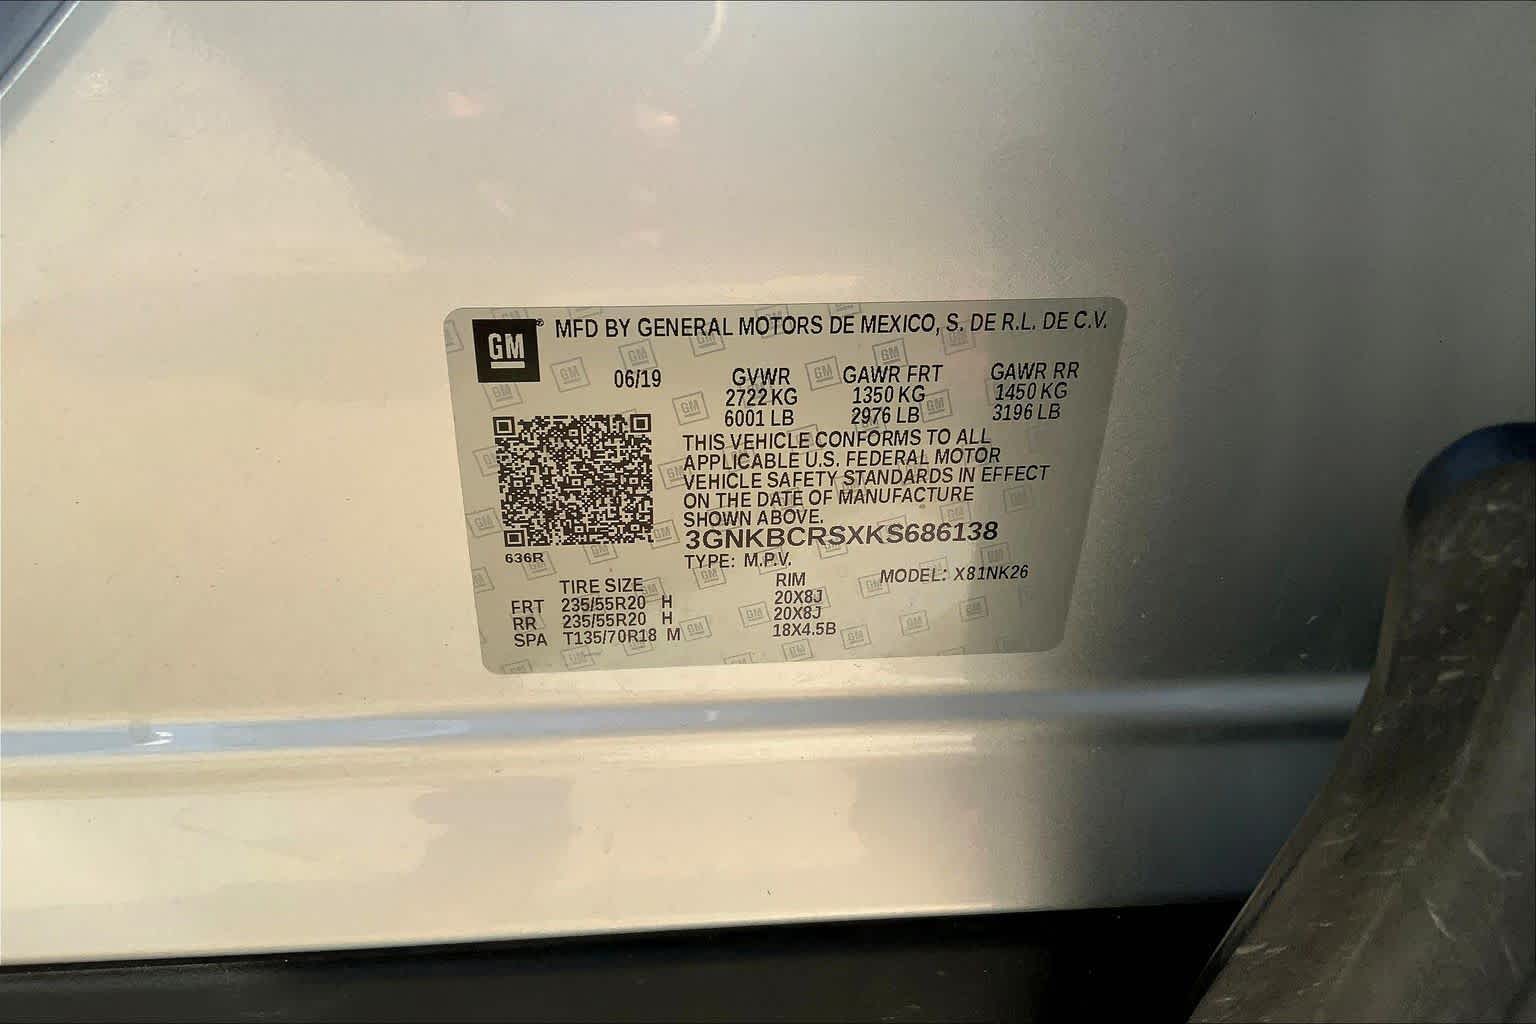 GM® MFD BY GENERAL MOTORS DE MEXICO, S. DE R.L. DE C.V.
06/19 GVWR GAWR FRT GAWR RR
2722 KG 1350 KG 1450 KG
6001 LB 2976 LB 3196 LB
THIS VEHICLE CONFORMS TO ALL
APPLICABLE U.S. FEDERAL MOTOR
VEHICLE SAFETY STANDARDS IN EFFECT
ON THE DATE OF MANUFACTURE
SHOWN ABOVE.
3GNKBCRSXKS686138
636R
TYPE: M.P.V.
MODEL: X81NK26
TIRE SIZE RIM
FRT 235/55R20 H 20X8J
RR 235/55R20 H 20X8J
SPA T135/70R18 M 18X4.5B